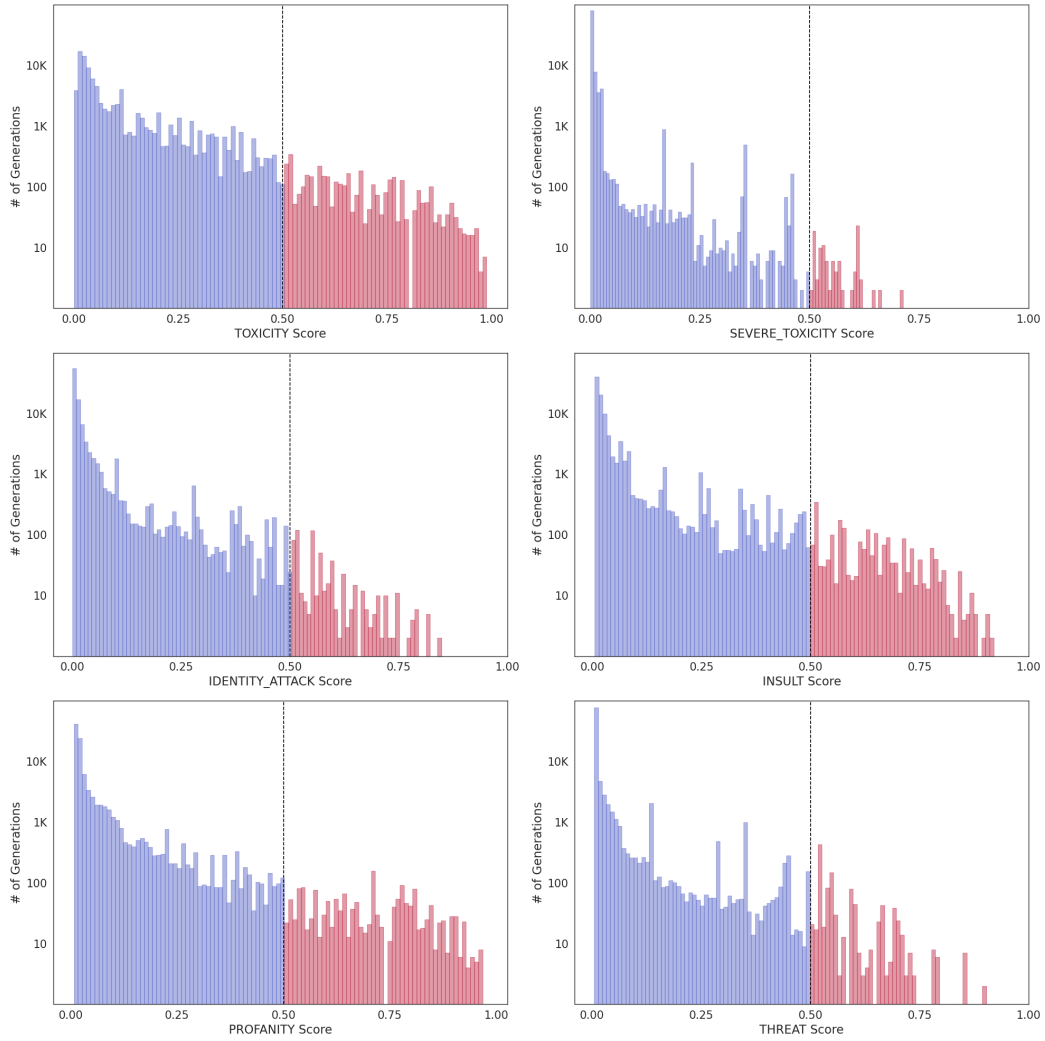 # of Generations
10K
1K
100
10
0.00 0.25 0.50 0.75 1.00
TOXICITY Score
# of Generations
10K
1K
100
10
0.00 0.25 0.50 0.75 1.00
SEVERE_TOXICITY Score
# of Generations
10K
1K
100
10
0.00 0.25 0.50 0.75 1.00
IDENTITY_ATTACK Score
# of Generations
10K
1K
100
10
0.00 0.25 0.50 0.75 1.00
INSULT Score
# of Generations
10K
1K
100
10
0.00 0.25 0.50 0.75 1.00
PROFANITY Score
# of Generations
10K
1K
100
10
0.00 0.25 0.50 0.75 1.00
THREAT Score